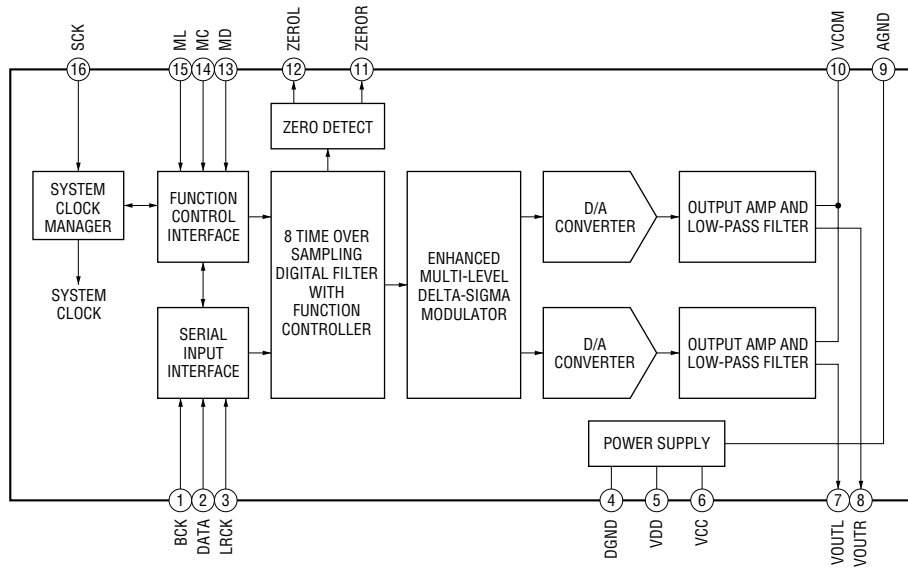 SCK
ML
MC
MD
ZEROL
ZEROR
VCOM
AGND
16
15
14
13
12
11
10
9
ZERO DETECT
SYSTEM
CLOCK
MANAGER
FUNCTION
CONTROL
INTERFACE
8 TIME OVER
SAMPLING
DIGITAL FILTER
WITH
FUNCTION
CONTROLLER
ENHANCED
MULTI-LEVEL
DELTA-SIGMA
MODULATOR
D/A
CONVERTER
OUTPUT AMP AND
LOW-PASS FILTER
SYSTEM
CLOCK
SERIAL
INPUT
INTERFACE
D/A
CONVERTER
OUTPUT AMP AND
LOW-PASS FILTER
POWER SUPPLY
1
2
3
4
5
6
7
8
BCK
DATA
LRCK
DGND
VDD
VCC
VOUTL
VOUTR